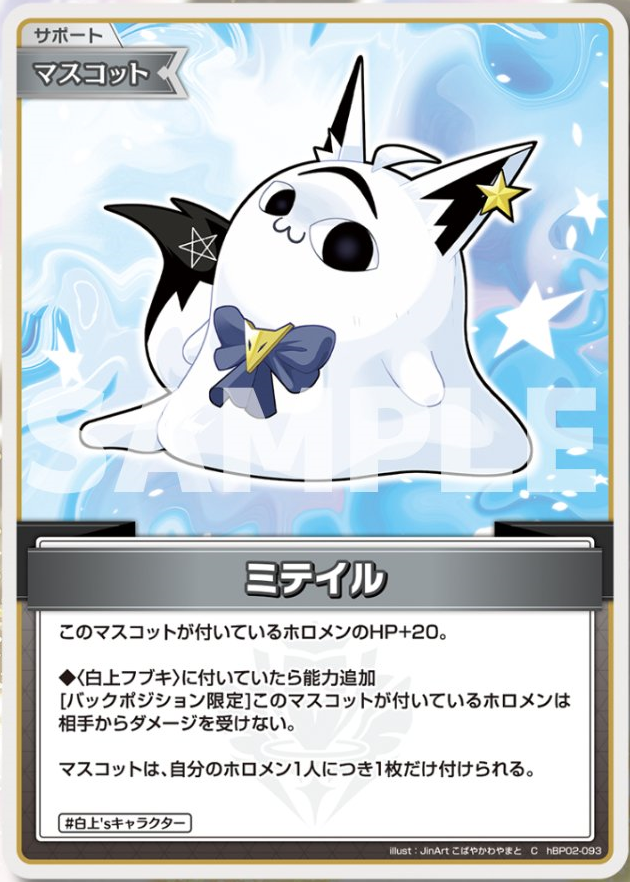 サポート
マスコット
SAMPLE
ミテイル
このマスコットが付いているホロメンのHP+20。
◆〈白上フブキ〉に付いていたら能力追加
[バックポジション限定]このマスコットが付いているホロメンは
相手からダメージを受けない。
マスコットは、自分のホロメン1人につき1枚だけ付けられる。
#白上'sキャラクター
illust：JinArt こばやかわやまと C hBP02-093